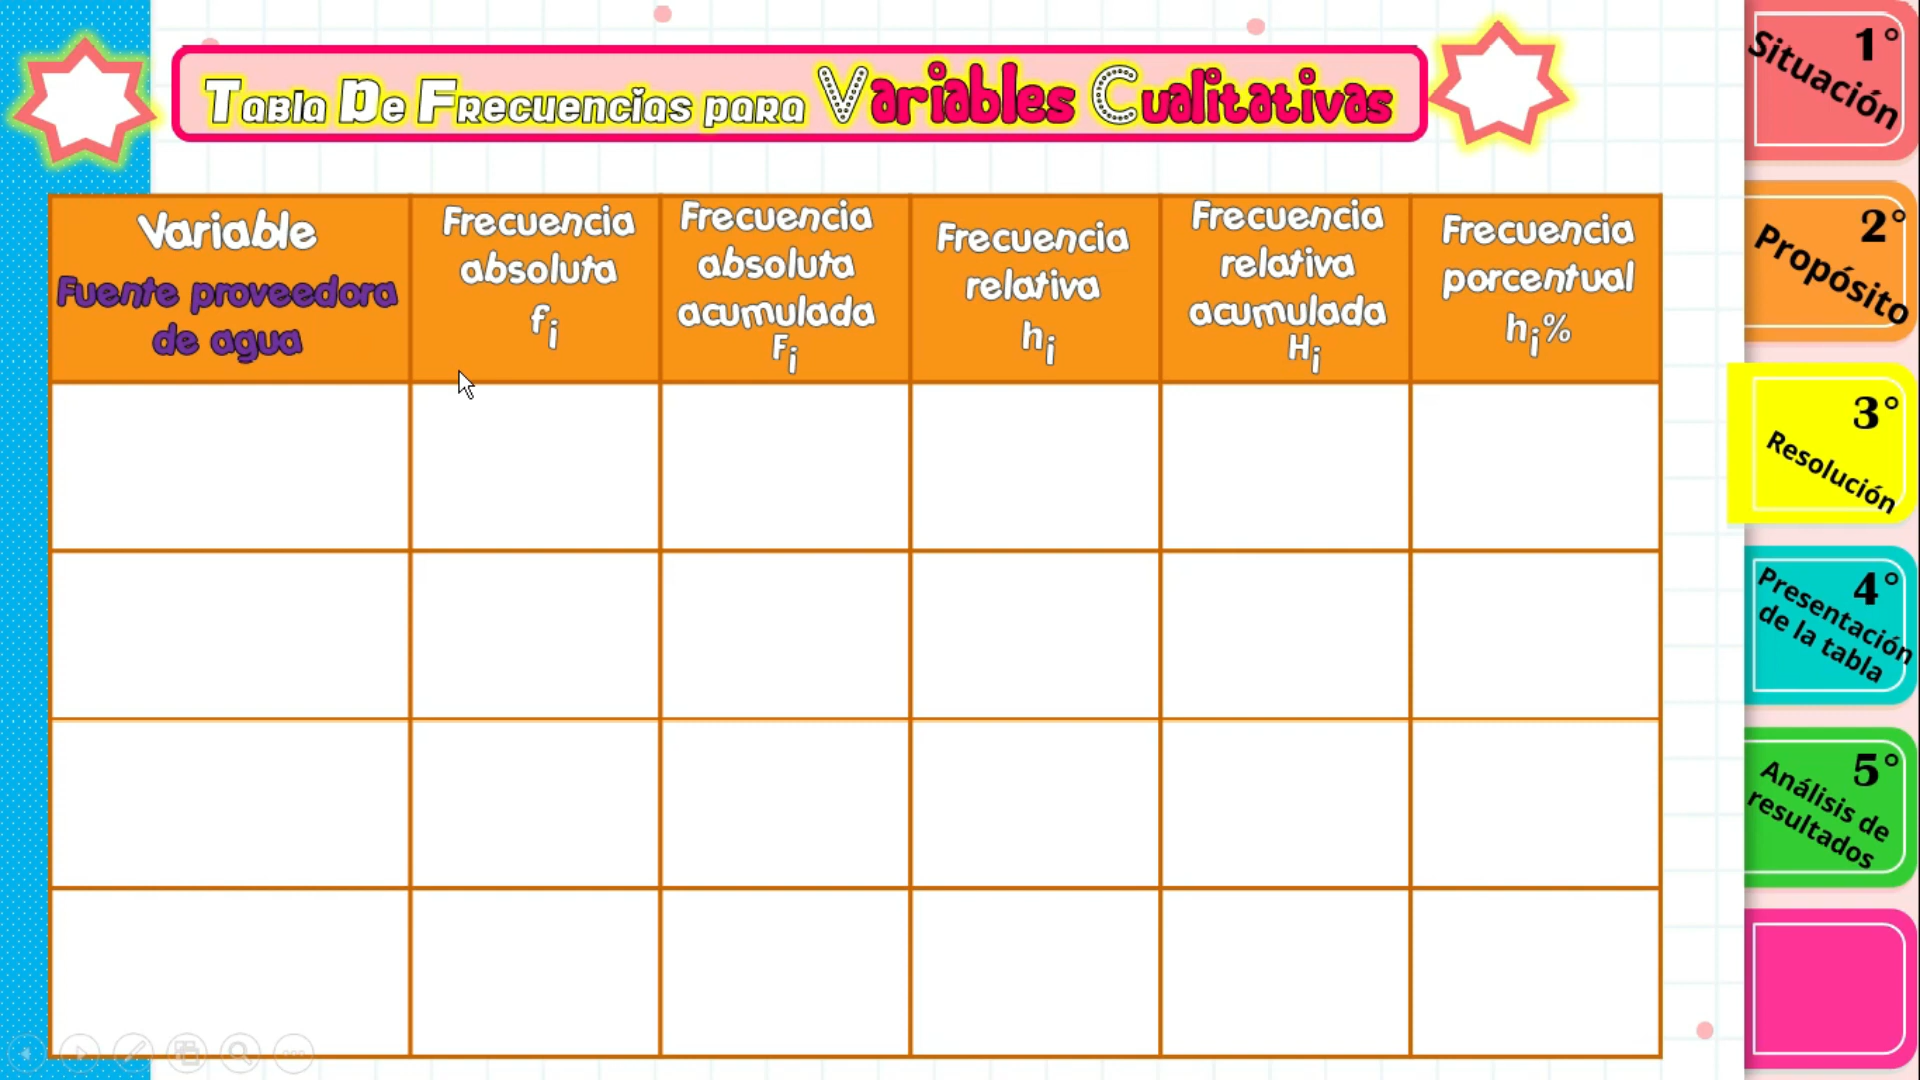 Tabla De Frecuencias para Variables Cualitativas
Variable
Fuente proveedora
de agua
Frecuencia
absoluta
fi
Frecuencia
absoluta
acumulada
Fi
Frecuencia
relativa
hi
Frecuencia
relativa
acumulada
Hi
Frecuencia
porcentual
hi%
1°
Situación
2°
Propósito
3°
Resolución
4°
Presentación
de la tabla
5°
Análisis de
resultados